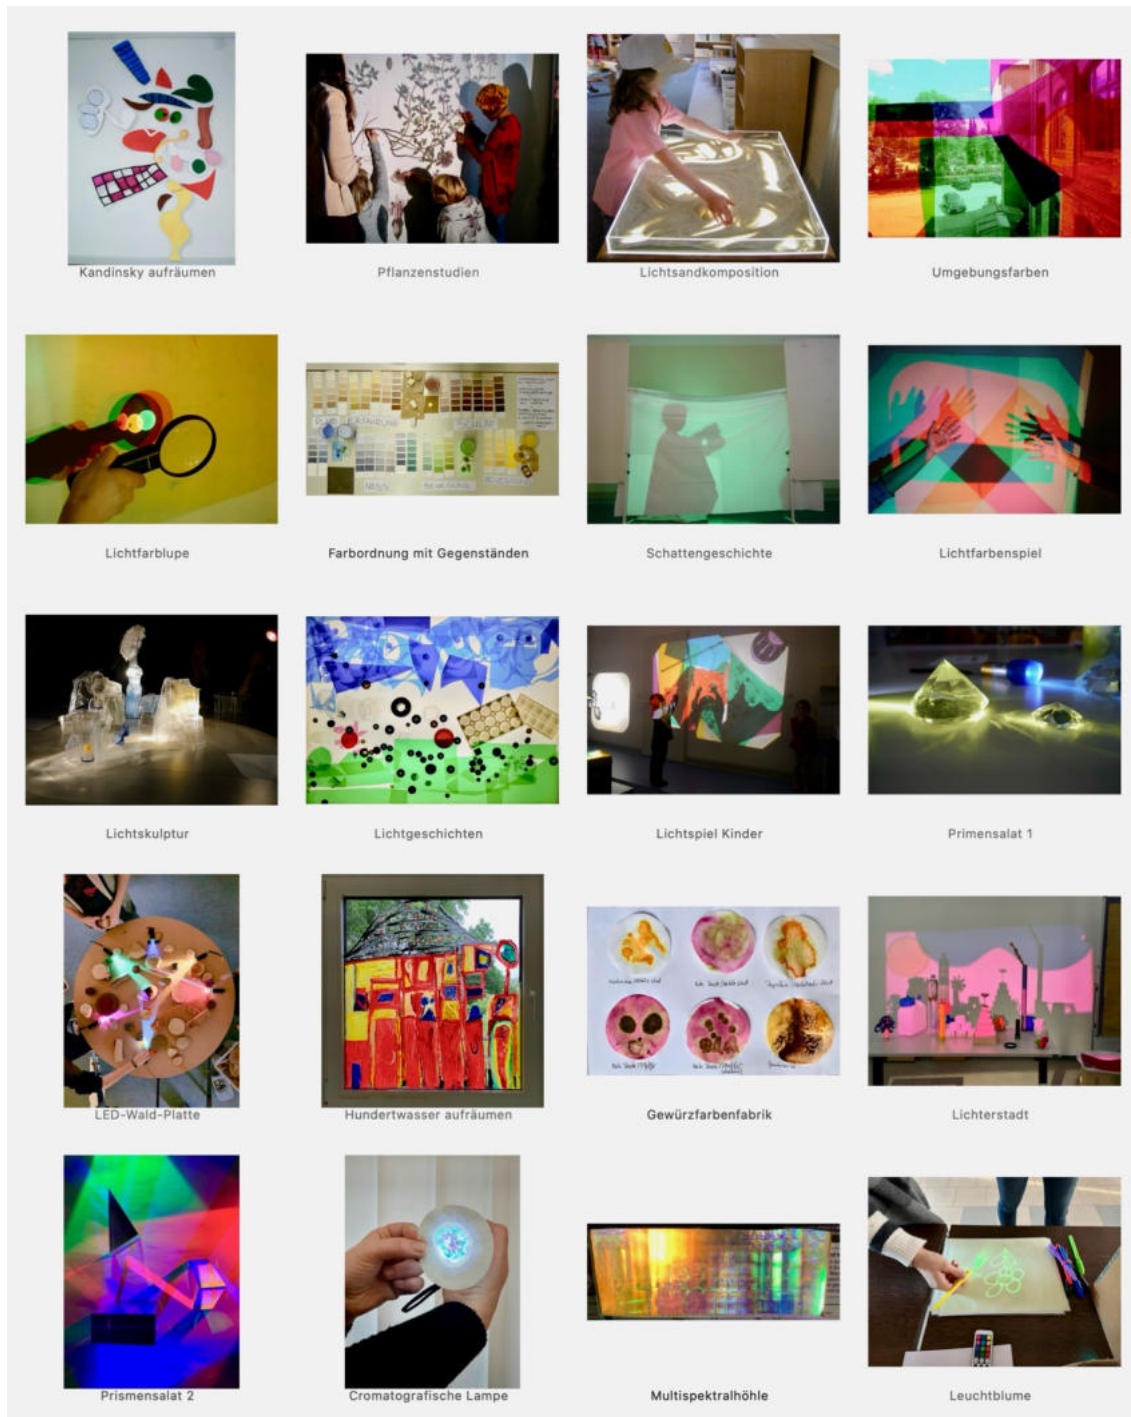 Kandinsky aufräumen
Pflanzenstudien
Lichtsandkomposition
Umgebungsfarben
Lichtfarblupe
Farbordnung mit Gegenständen
Schattengeschichte
Lichtfarbenspiel
Lichtskulptur
Lichtgeschichten
Lichtspiel Kinder
Primensalat 1
LED-Wald-Platte
Hundertwasser aufräumen
Gewürzfarbenfabrik
Lichterstadt
Prismensalat 2
Cromatografische Lampe
Multispektralhöhle
Leuchtblume